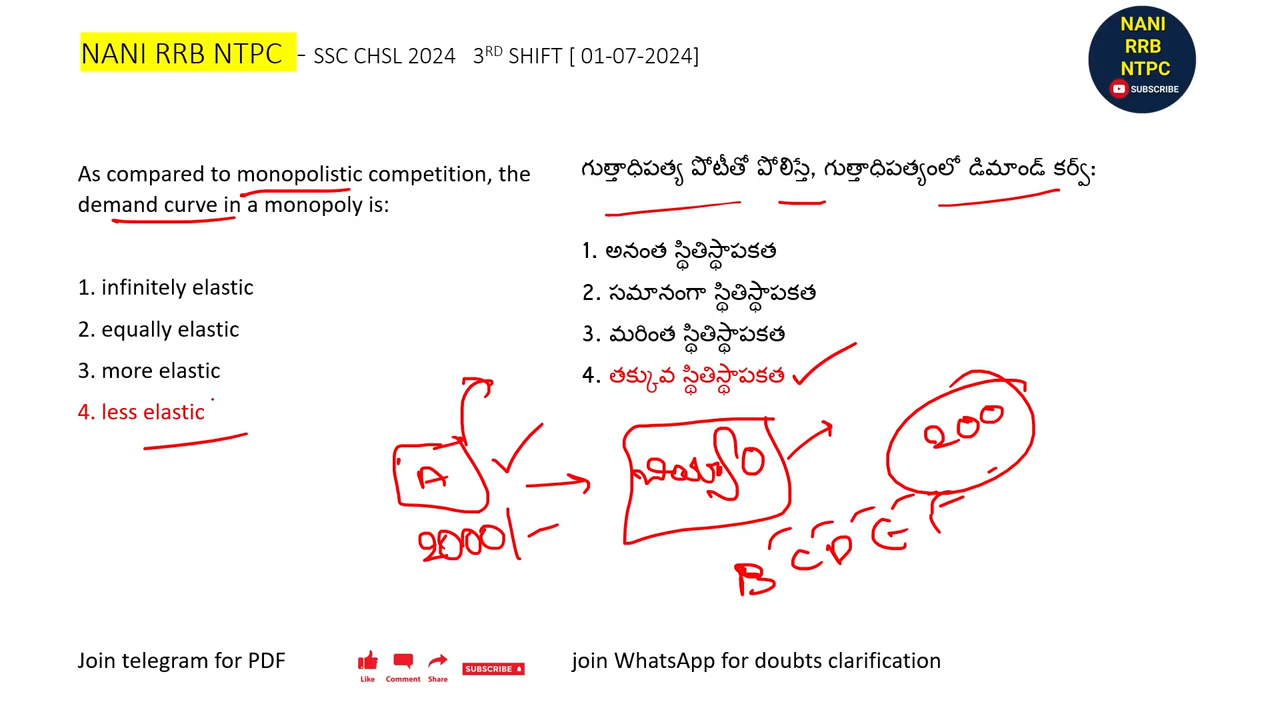 NANI RRB NTPC – SSC CHSL 2024 3RD SHIFT [ 01-07-2024]
NANI
RRB
NTPC
SUBSCRIBE
As compared to monopolistic competition, the
demand curve in a monopoly is:
1. infinitely elastic
2. equally elastic
3. more elastic
4. less elastic
గుత్తాధిపత్య పోటీతో పోలిస్తే, గుత్తాధిపత్యంలో డిమాండ్ కర్వ్:
1. అనంత స్థితిస్థాపకత
2. సమానంగా స్థితిస్థాపకత
3. మరింత స్థితిస్థాపకత
4. తక్కువ స్థితిస్థాపకత
A
2000/-
200
B C D E
Join telegram for PDF
Like Comment Share
SUBSCRIBE
join WhatsApp for doubts clarification